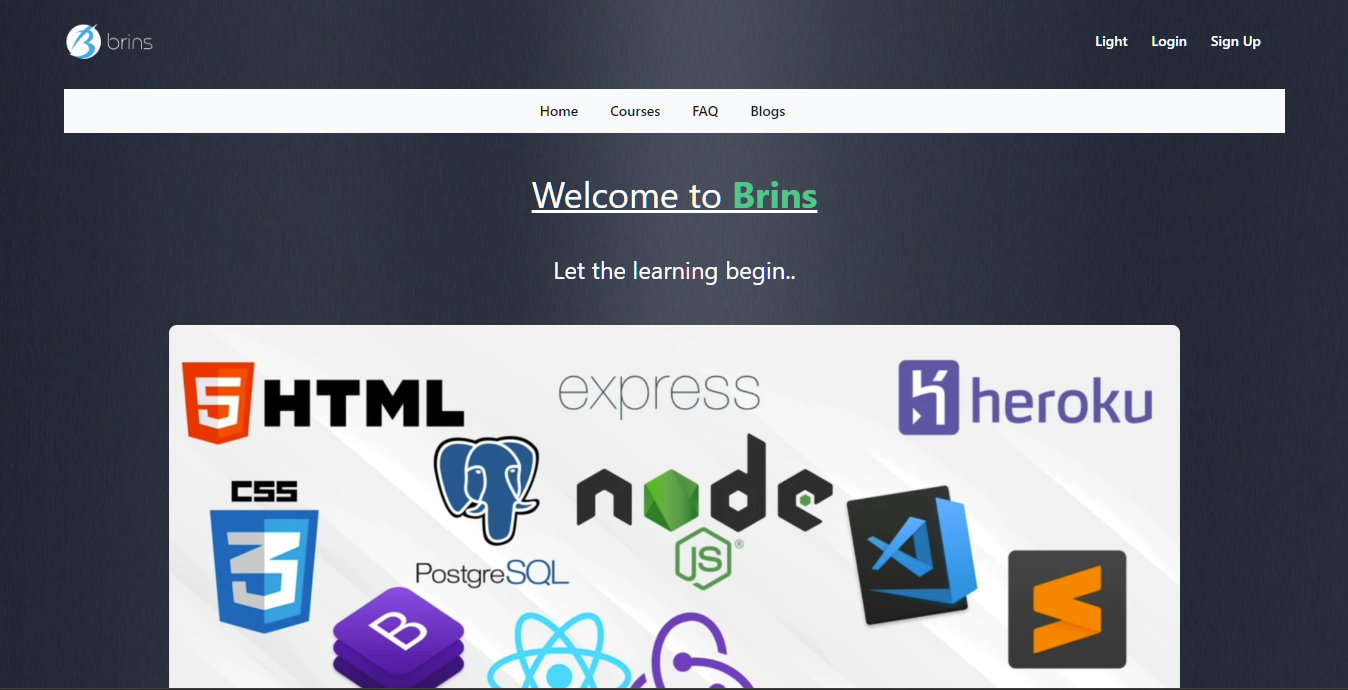 brins
Light Login Sign Up
Home Courses FAQ Blogs
Welcome to Brins
Let the learning begin..
5 HTML
express
heroku
CSS
3
node
JS®
PostgreSQL
B